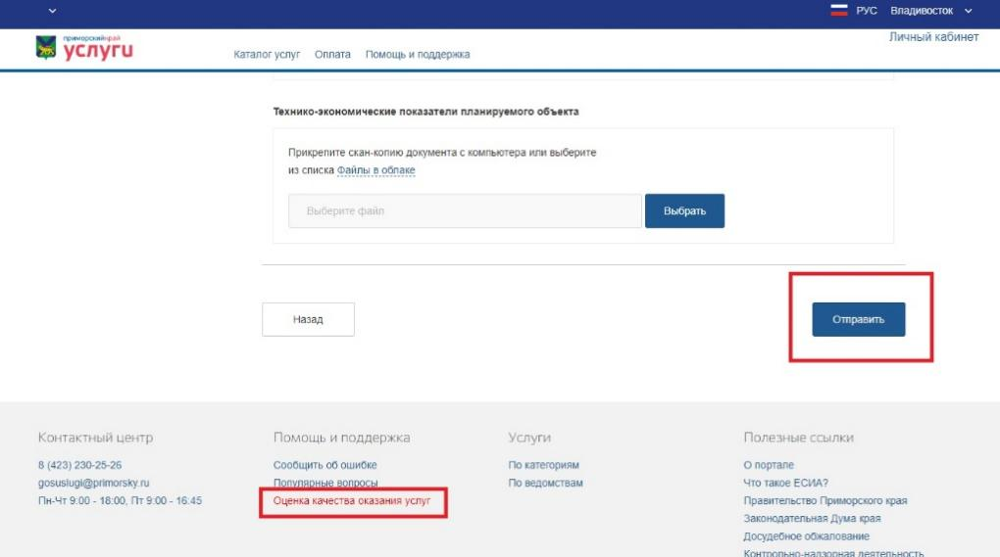 РУС Владивосток
приморскийкрай
услуги
Личный кабинет
Каталог услуг Оплата Помощь и поддержка
Технико-экономические показатели планируемого объекта
Прикрепите скан-копию документа с компьютера или выберите
из списка Файлы в облаке
Выберите файл
Выбрать
Назад
Отправить
Контактный центр
8 (423) 230-25-26
gosuslugi@primorsky.ru
Пн-Чт 9:00 - 18:00, Пт 9:00 - 16:45
Помощь и поддержка
Сообщить об ошибке
Популярные вопросы
Оценка качества оказания услуг
Услуги
По категориям
По ведомствам
Полезные ссылки
О портале
Что такое ЕСИА?
Правительство Приморского края
Законодательная Дума края
Досудебное обжалование
Контрольно-надзорная деятельность